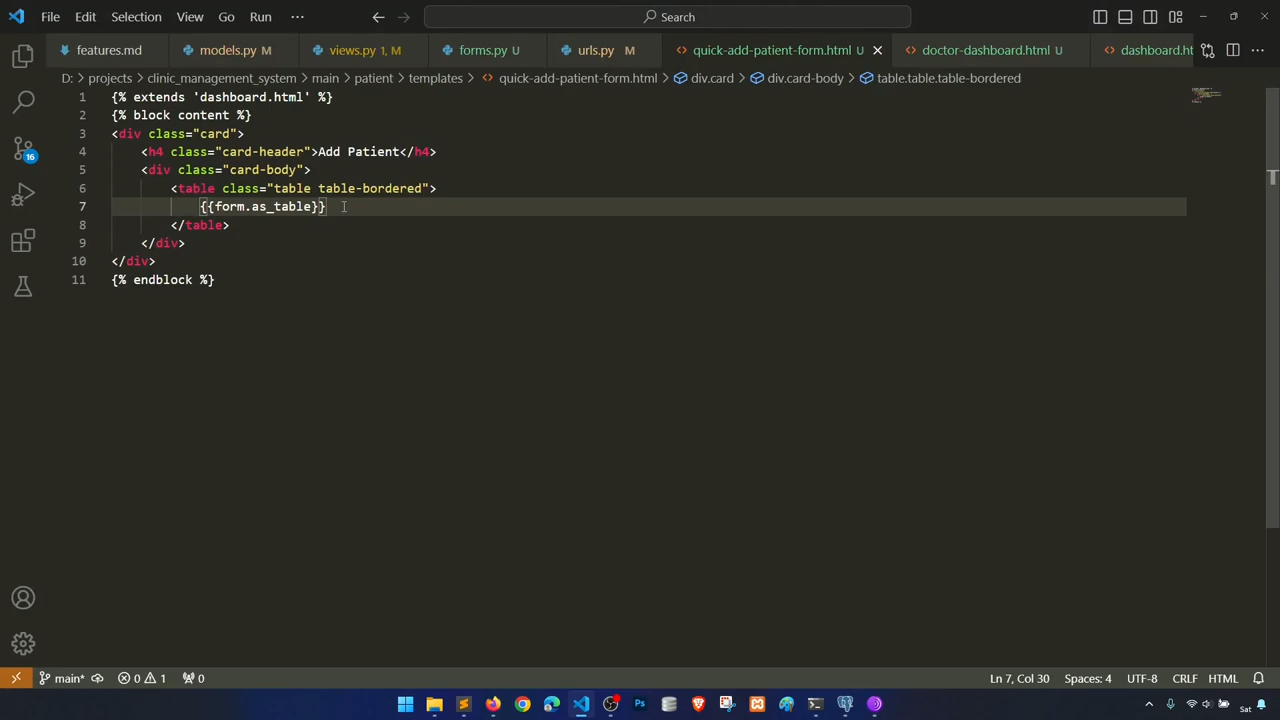 File Edit Selection View Go Run ··· Search
features.md models.py M views.py 1, M forms.py U urls.py M quick-add-patient-form.html U doctor-dashboard.html U dashboard.ht
D: > projects > clinic_management_system > main > patient > templates > quick-add-patient-form.html > div.card > div.card-body > table.table.table-bordered
1 {% extends 'dashboard.html' %}
2 {% block content %}
3 <div class="card">
4 <h4 class="card-header">Add Patient</h4>
5 <div class="card-body">
6 <table class="table table-bordered">
7 {{form.as_table}}
8 </table>
9 </div>
10 </div>
11 {% endblock %}
16
main* 0 1 0 Ln 7, Col 30 Spaces: 4 UTF-8 CRLF HTML
Ps Sat